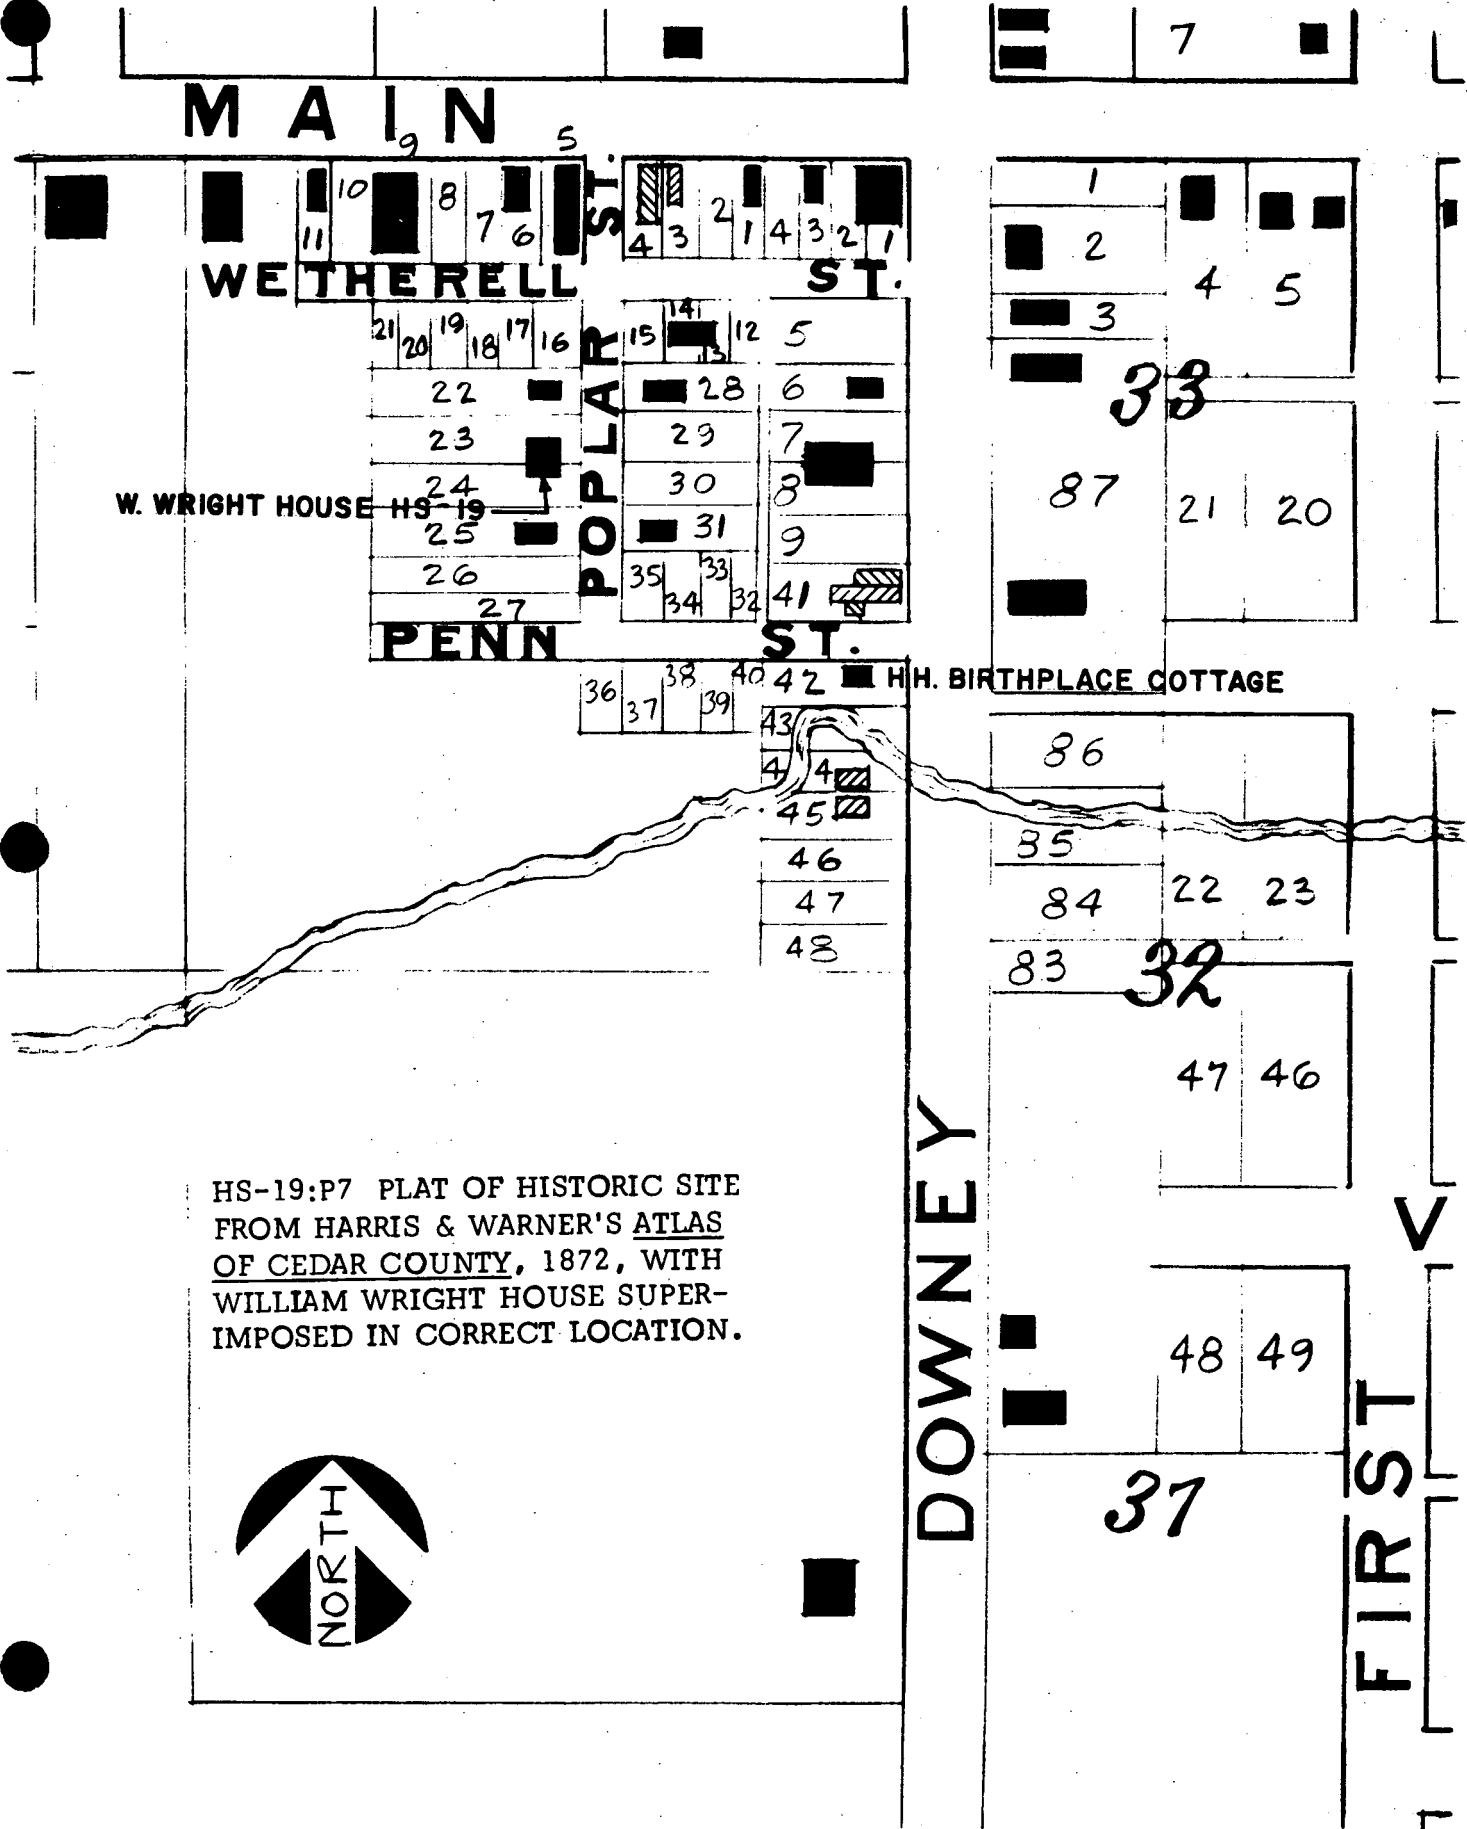 7
MAIN
9 5
10 8 7 6 11
ST.
4 3 2 1 4 3 2 1
1
2
3
4 5
WETHERELL ST.
21 20 19 18 17 16
15 14 13 12 5
22 28 6
23 29 7
24 30 8
W. WRIGHT HOUSE HS-19
25 31 9
26
27
35 34 33 32 41
POPLAR
33
87 21 20
PENN ST.
36 37 38 39 40 42
H.H. BIRTHPLACE COTTAGE
43
44
45
46
47
48
86
85
84 22 23
83
32
47 46
DOWNEY
HS-19:P7 PLAT OF HISTORIC SITE
FROM HARRIS & WARNER'S ATLAS
OF CEDAR COUNTY, 1872, WITH
WILLIAM WRIGHT HOUSE SUPER-
IMPOSED IN CORRECT LOCATION.
48 49
FIRST
31
NORTH